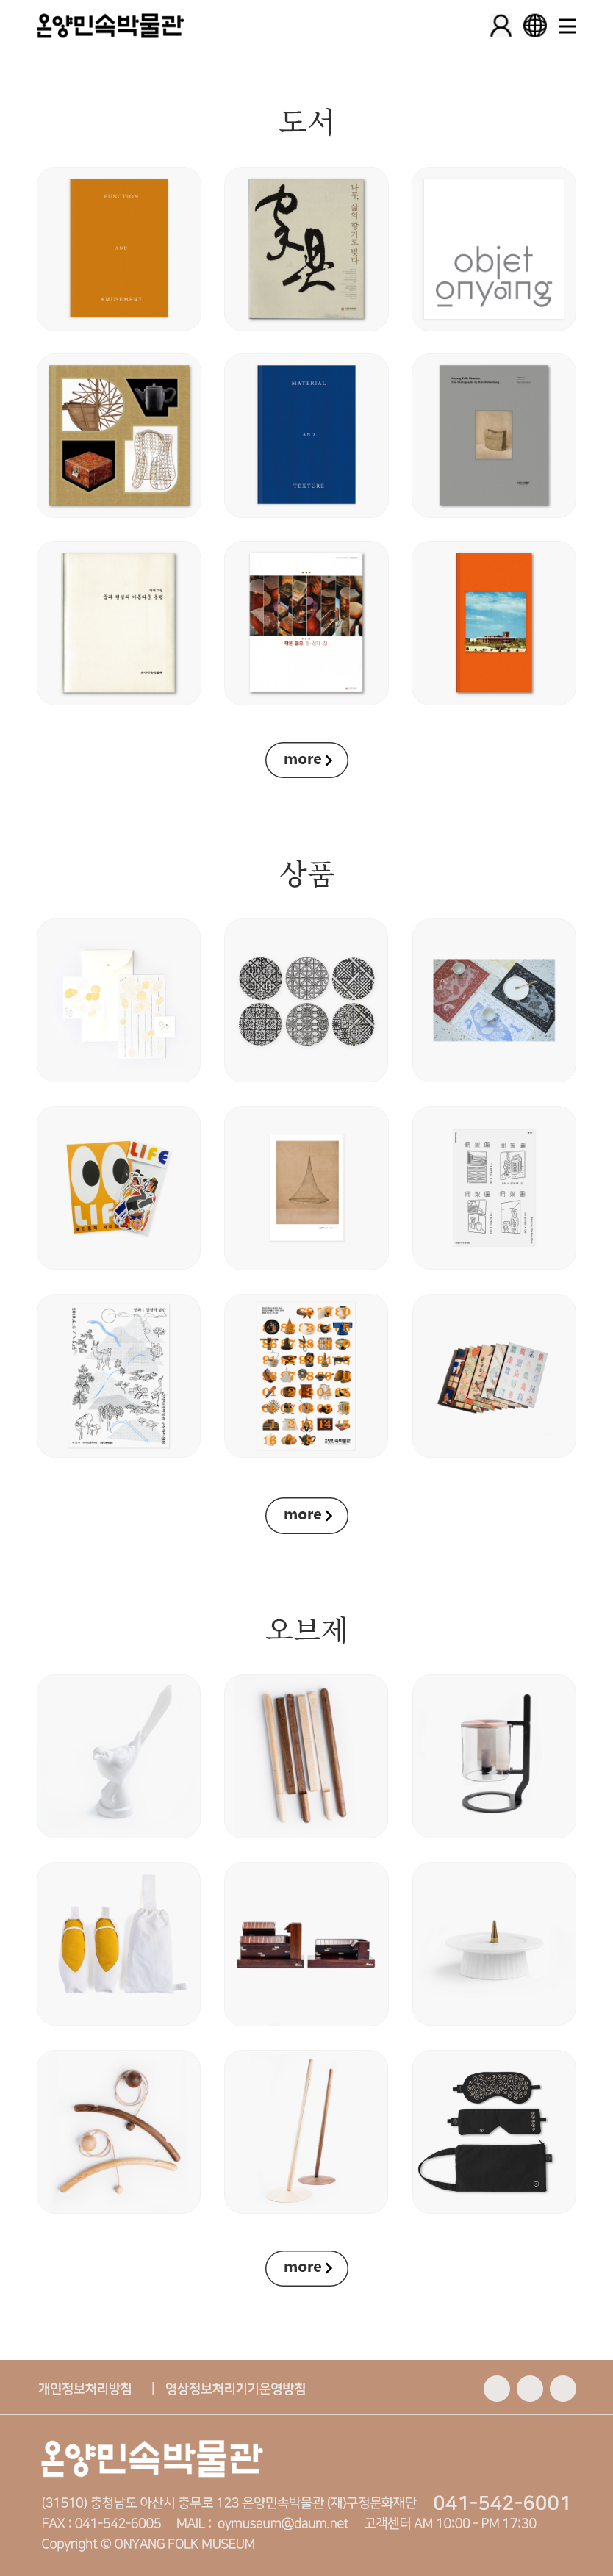 온양민속박물관
도서
FUNCTION
AND
AMUSEMENT
家具
나무, 삶의 향기로 빚다
objet
onyang
MATERIAL
AND
TEXTURE
more
상품
LIFE
LIFE
more
오브제
more
개인정보처리방침 | 영상정보처리기기운영방침
온양민속박물관
(31510) 충청남도 아산시 충무로 123 온양민속박물관 (재)구정문화재단 041-542-6001
FAX : 041-542-6005 MAIL : oymuseum@daum.net 고객센터 AM 10:00 - PM 17:30
Copyright © ONYANG FOLK MUSEUM